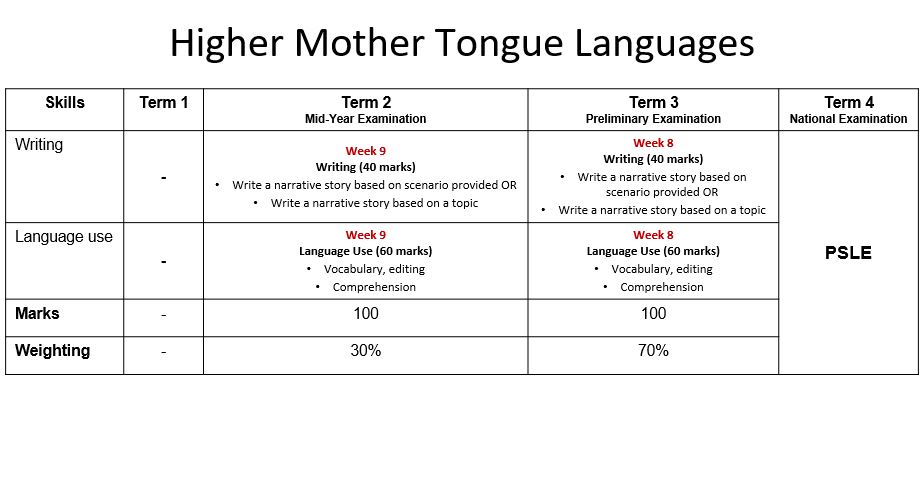 Higher Mother Tongue Languages
Skills
Term 1
Term 2
Mid-Year Examination
Term 3
Preliminary Examination
Term 4
National Examination
Writing
-
Week 9
Writing (40 marks)
• Write a narrative story based on scenario provided OR
• Write a narrative story based on a topic
Week 8
Writing (40 marks)
• Write a narrative story based on
scenario provided OR
• Write a narrative story based on a topic
PSLE
Language use
-
Week 9
Language Use (60 marks)
• Vocabulary, editing
• Comprehension
Week 8
Language Use (60 marks)
• Vocabulary, editing
• Comprehension
Marks
-
100
100
Weighting
-
30%
70%